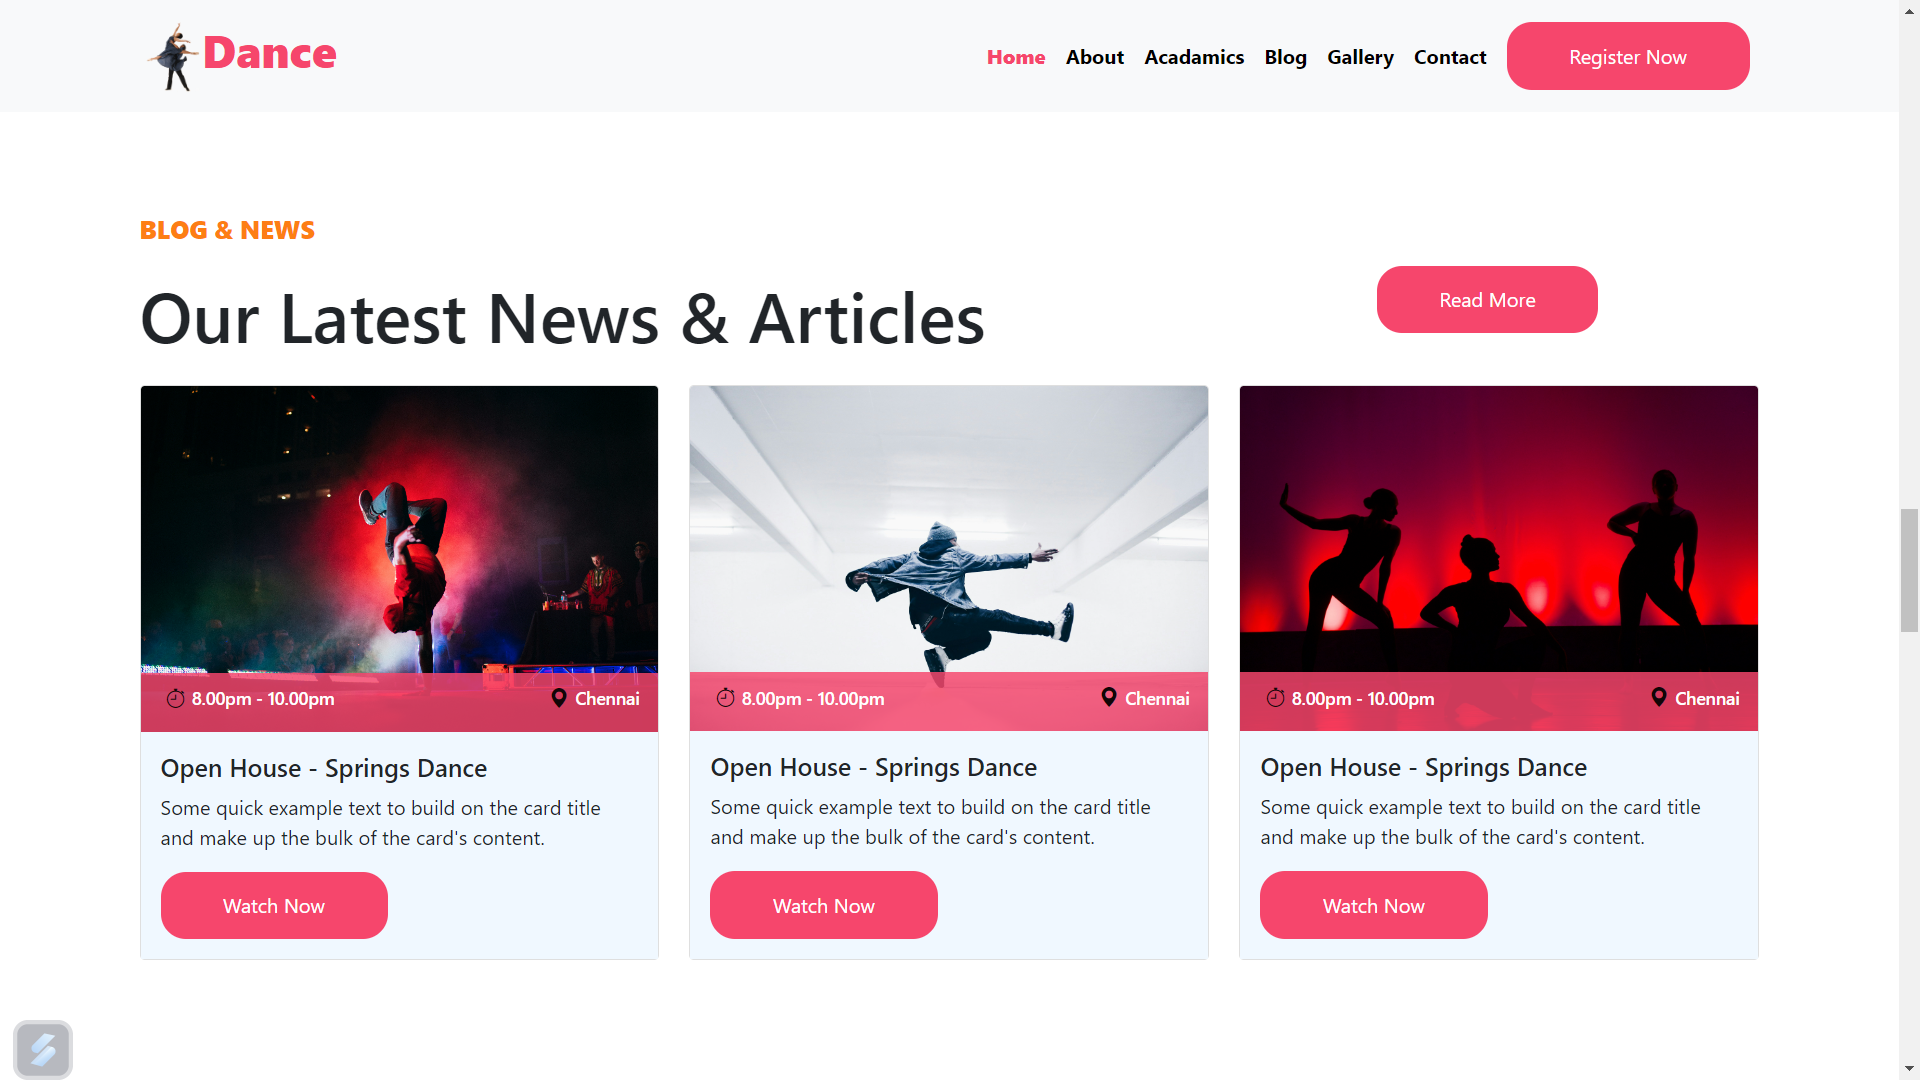 Dance
Home About Acadamics Blog Gallery Contact Register Now
BLOG & NEWS
Our Latest News & Articles
Read More
8.00pm - 10.00pm Chennai
Open House - Springs Dance
Some quick example text to build on the card title
and make up the bulk of the card's content.
Watch Now
8.00pm - 10.00pm Chennai
Open House - Springs Dance
Some quick example text to build on the card title
and make up the bulk of the card's content.
Watch Now
8.00pm - 10.00pm Chennai
Open House - Springs Dance
Some quick example text to build on the card title
and make up the bulk of the card's content.
Watch Now